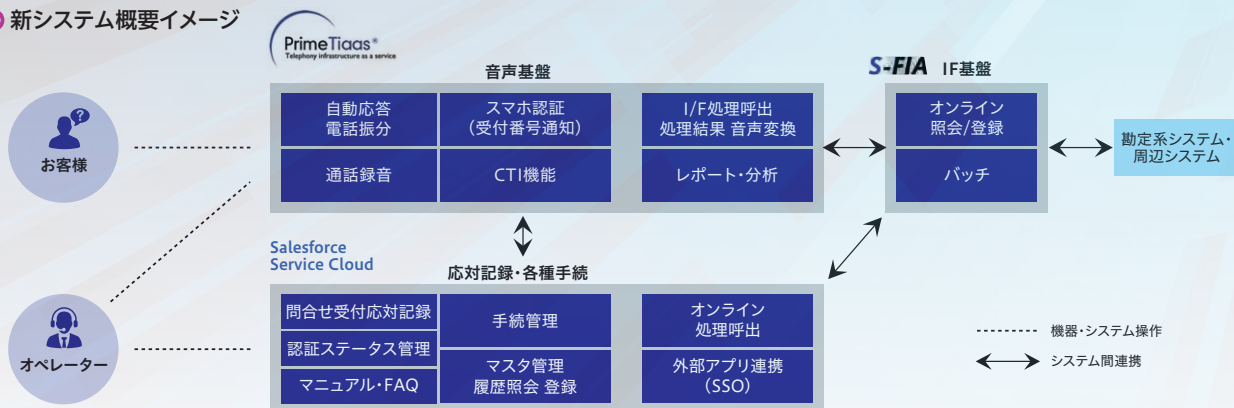 新システム概要イメージ
PrimeTiaas®
Telephony infrastructure as a service
音声基盤
自動応答
電話振分
スマホ認証
(受付番号通知)
I/F処理呼出
処理結果 音声変換
通話録音
CTI機能
レポート・分析
S-FIA IF基盤
オンライン
照会/登録
バッチ
勘定系システム・
周辺システム
お客様
Salesforce
Service Cloud
応対記録・各種手続
問合せ受付応対記録
認証ステータス管理
マニュアル・FAQ
手続管理
マスタ管理
履歴照会 登録
オンライン
処理呼出
外部アプリ連携
(SSO)
オペレーター
機器・システム操作
システム間連携